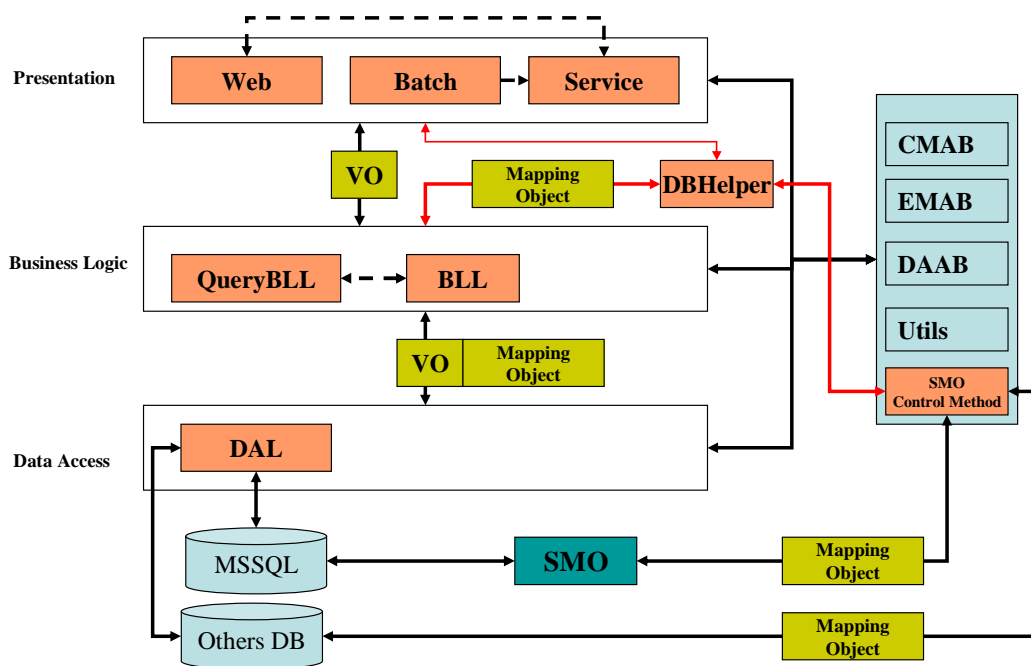 Presentation
Web
Batch
Service
CMAB
VO
Mapping
Object
DBHelper
EMAB
Business Logic
QueryBLL
BLL
DAAB
Utils
VO
Mapping
Object
SMO
Control Method
Data Access
DAL
MSSQL
SMO
Mapping
Object
Others DB
Mapping
Object